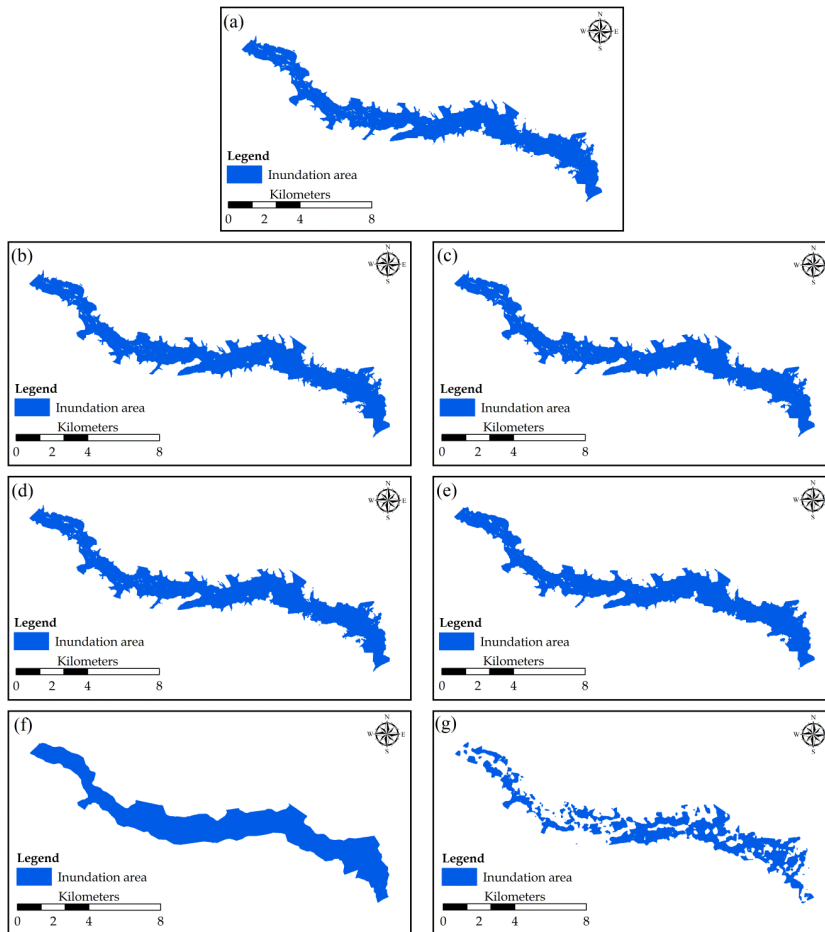 (a)
N
W E
S
Legend
Inundation area
Kilometers
0 2 4 8
(b)
N
W E
S
Legend
Inundation area
Kilometers
0 2 4 8
(c)
N
W E
S
Legend
Inundation area
Kilometers
0 2 4 8
(d)
N
W E
S
Legend
Inundation area
Kilometers
0 2 4 8
(e)
N
W E
S
Legend
Inundation area
Kilometers
0 2 4 8
(f)
N
W E
S
Legend
Inundation area
Kilometers
0 2 4 8
(g)
N
W E
S
Legend
Inundation area
Kilometers
0 2 4 8